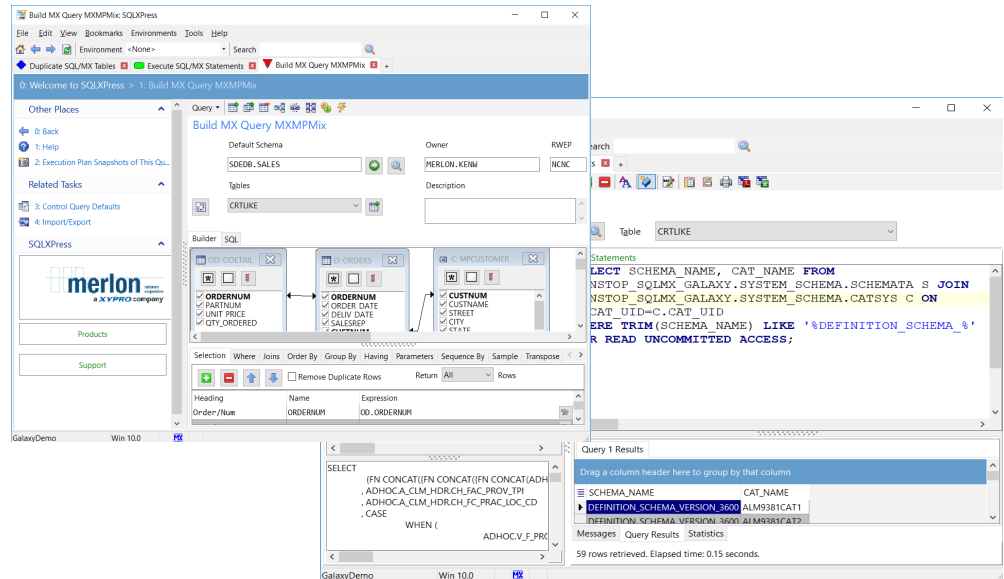 Build MX Query MXMPMix: SQLXPress
File Edit View Bookmarks Environments Tools Help
Environment <None> Search
Duplicate SQL/MX Tables Execute SQL/MX Statements Build MX Query MXMPMix +
0: Welcome to SQLXPress > 1: Build MX Query MXMPMix
Other Places
0: Back
1: Help
2: Execution Plan Snapshots of This Qu...
Related Tasks
3: Control Query Defaults
4: Import/Export
SQLXPress
merlon software corporation
a XYPRO company
Products
Support
Query
Build MX Query MXMPMix
Default Schema Owner RWEP
SDEDB.SALES MERLON.KENW NCNC
Tables Description
CRTLIKE
Builder SQL
OD: ODETAIL O: ORDERS C: MPCUSTOMER
ORDERNUM
PARTNUM
UNIT PRICE
QTY_ORDERED
ORDERNUM
ORDER DATE
DELIV DATE
SALESREP
CUSTNUM
CUSTNUM
CUSTNAME
STREET
CITY
STATE
Selection Where Joins Order By Group By Having Parameters Sequence By Sample Transpose
Remove Duplicate Rows Return All Rows
Heading Name Expression
Order/Num ORDERNUM OD.ORDERNUM
GalaxyDemo Win 10.0 MX
earch
s +
Table CRTLIKE
Statements
LECT SCHEMA_NAME, CAT_NAME FROM
NSTOP_SQLMX_GALAXY.SYSTEM_SCHEMA.SCHEMATA S JOIN
NSTOP_SQLMX_GALAXY.SYSTEM_SCHEMA.CATSYS C ON
CAT_UID=C.CAT_UID
ERE TRIM(SCHEMA_NAME) LIKE '%DEFINITION_SCHEMA_%'
R READ UNCOMMITTED ACCESS;
SELECT
(FN CONCAT((FN CONCAT((FN CONCAT(ADH
, ADHOC.A_CLM_HDR.CH_FAC_PROV_TPI
, ADHOC.A_CLM_HDR.CH_FC_PRAC_LOC_CD
, CASE
WHEN (
ADHOC.V_F_PRC
Query 1 Results
Drag a column header here to group by that column
SCHEMA_NAME CAT_NAME
DEFINITION_SCHEMA_VERSION_3600 ALM9381CAT1
DEFINITION_SCHEMA_VERSION_3600 ALM9381CAT2
Messages Query Results Statistics
59 rows retrieved. Elapsed time: 0.15 seconds.
GalaxyDemo Win 10.0 MX